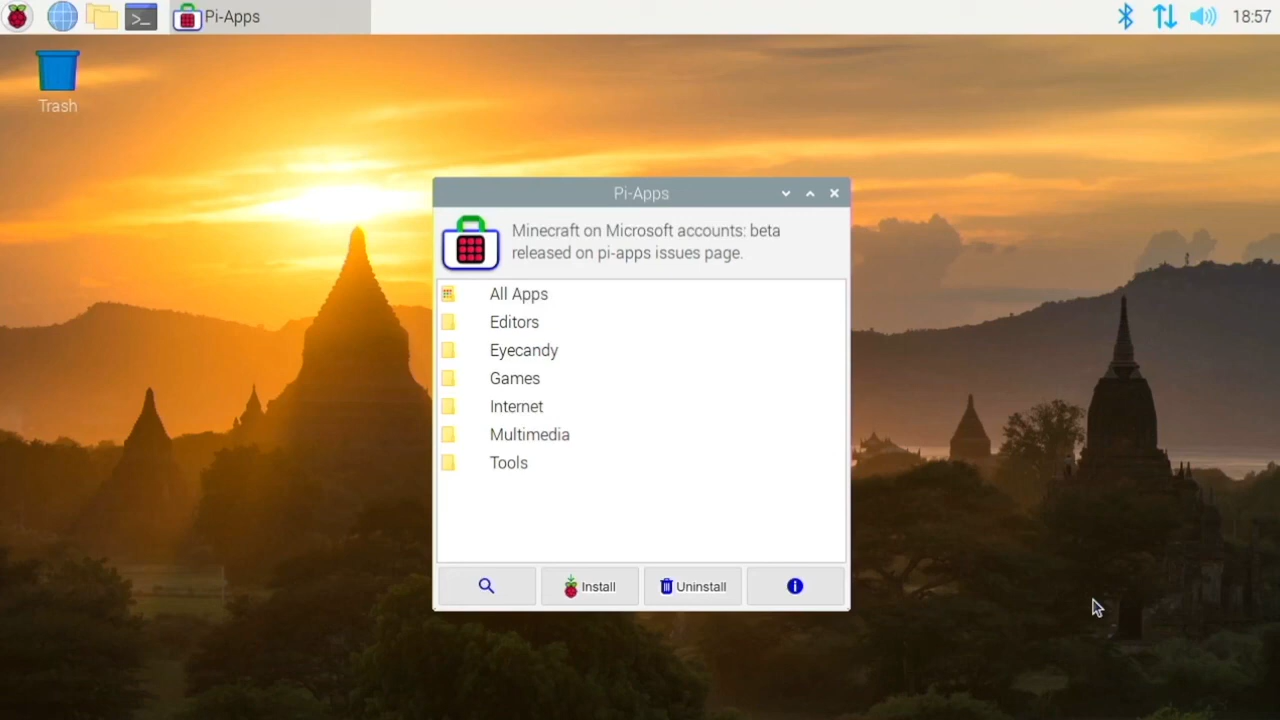 Pi-Apps
18:57
Trash
Pi-Apps
Minecraft on Microsoft accounts: beta
released on pi-apps issues page.
All Apps
Editors
Eyecandy
Games
Internet
Multimedia
Tools
Install
Uninstall